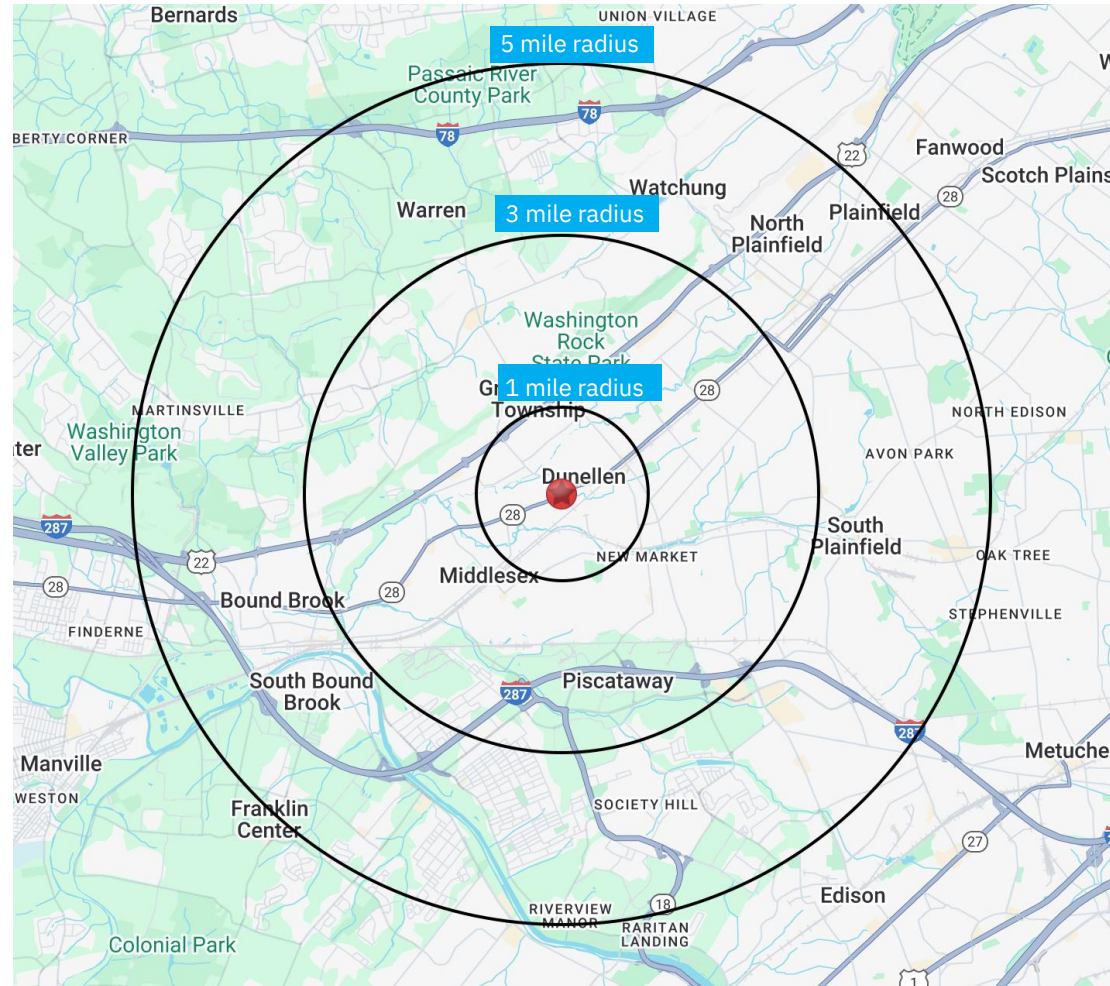 Bernards
UNION VILLAGE
5 mile radius
Passaic River
County Park
78
78
BERTY CORNER
22
Fanwood
Scotch Plains
28
Watchung
Warren
3 mile radius
North
Plainfield
Plainfield
Washington
Rock
State Park
1 mile radius
Township
28
MARTINSVILLE
NORTH EDISON
Washington
Valley Park
AVON PARK
Dunellen
28
287
South
Plainfield
22
NEW MARKET
OAK TREE
Middlesex
28
28
Bound Brook
STEPHENVILLE
FINDERNE
South Bound
Brook
287
Piscataway
287
Manville
WESTON
SOCIETY HILL
Franklin
Center
27
Edison
18
RIVERVIEW
MANOR
RARITAN
LANDING
Colonial Park
1